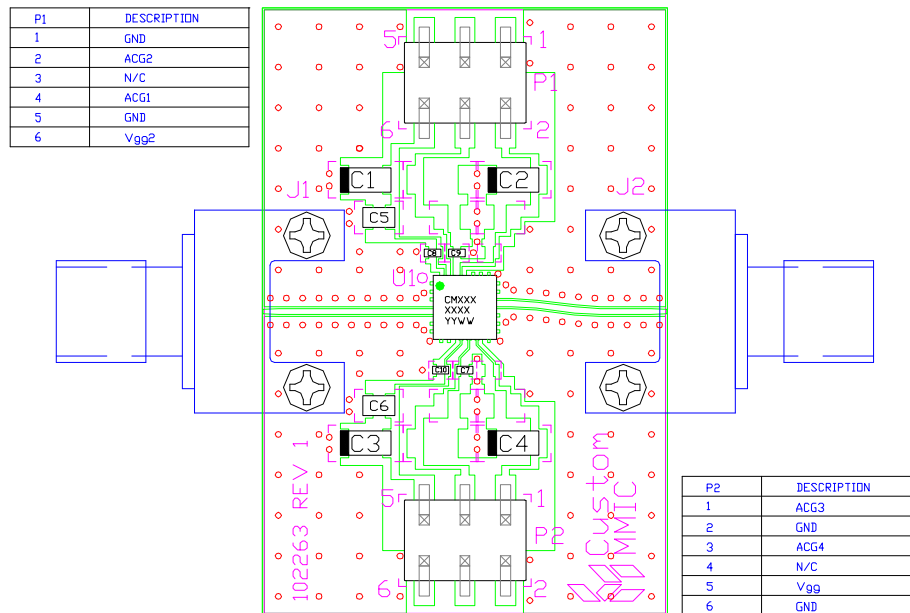 P1 DESCRIPTION
1 GND
2 ACG2
3 N/C
4 ACG1
5 GND
6 Vgg2
5 1
P1
6 2
C1 C2
J1 J2
C5
C8 C9
U1
CMXXX
XXXX
YYWW
C10 C7
C6
C3 C4
102263 REV 1
Custom
MMIC
5 1
P2
6 2
P2 DESCRIPTION
1 ACG3
2 GND
3 ACG4
4 N/C
5 Vgg
6 GND